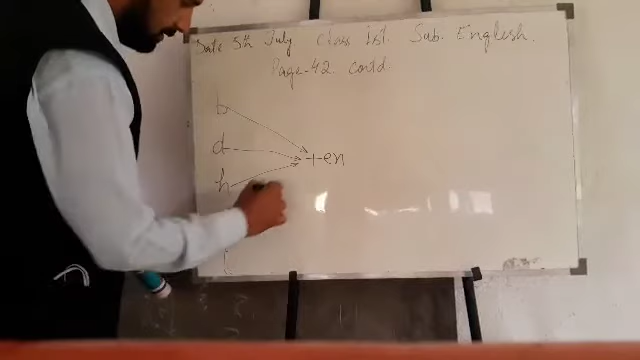 Date 5th July Class 1st. Sub. English.
Page-42. contd.
b
d
h
+en